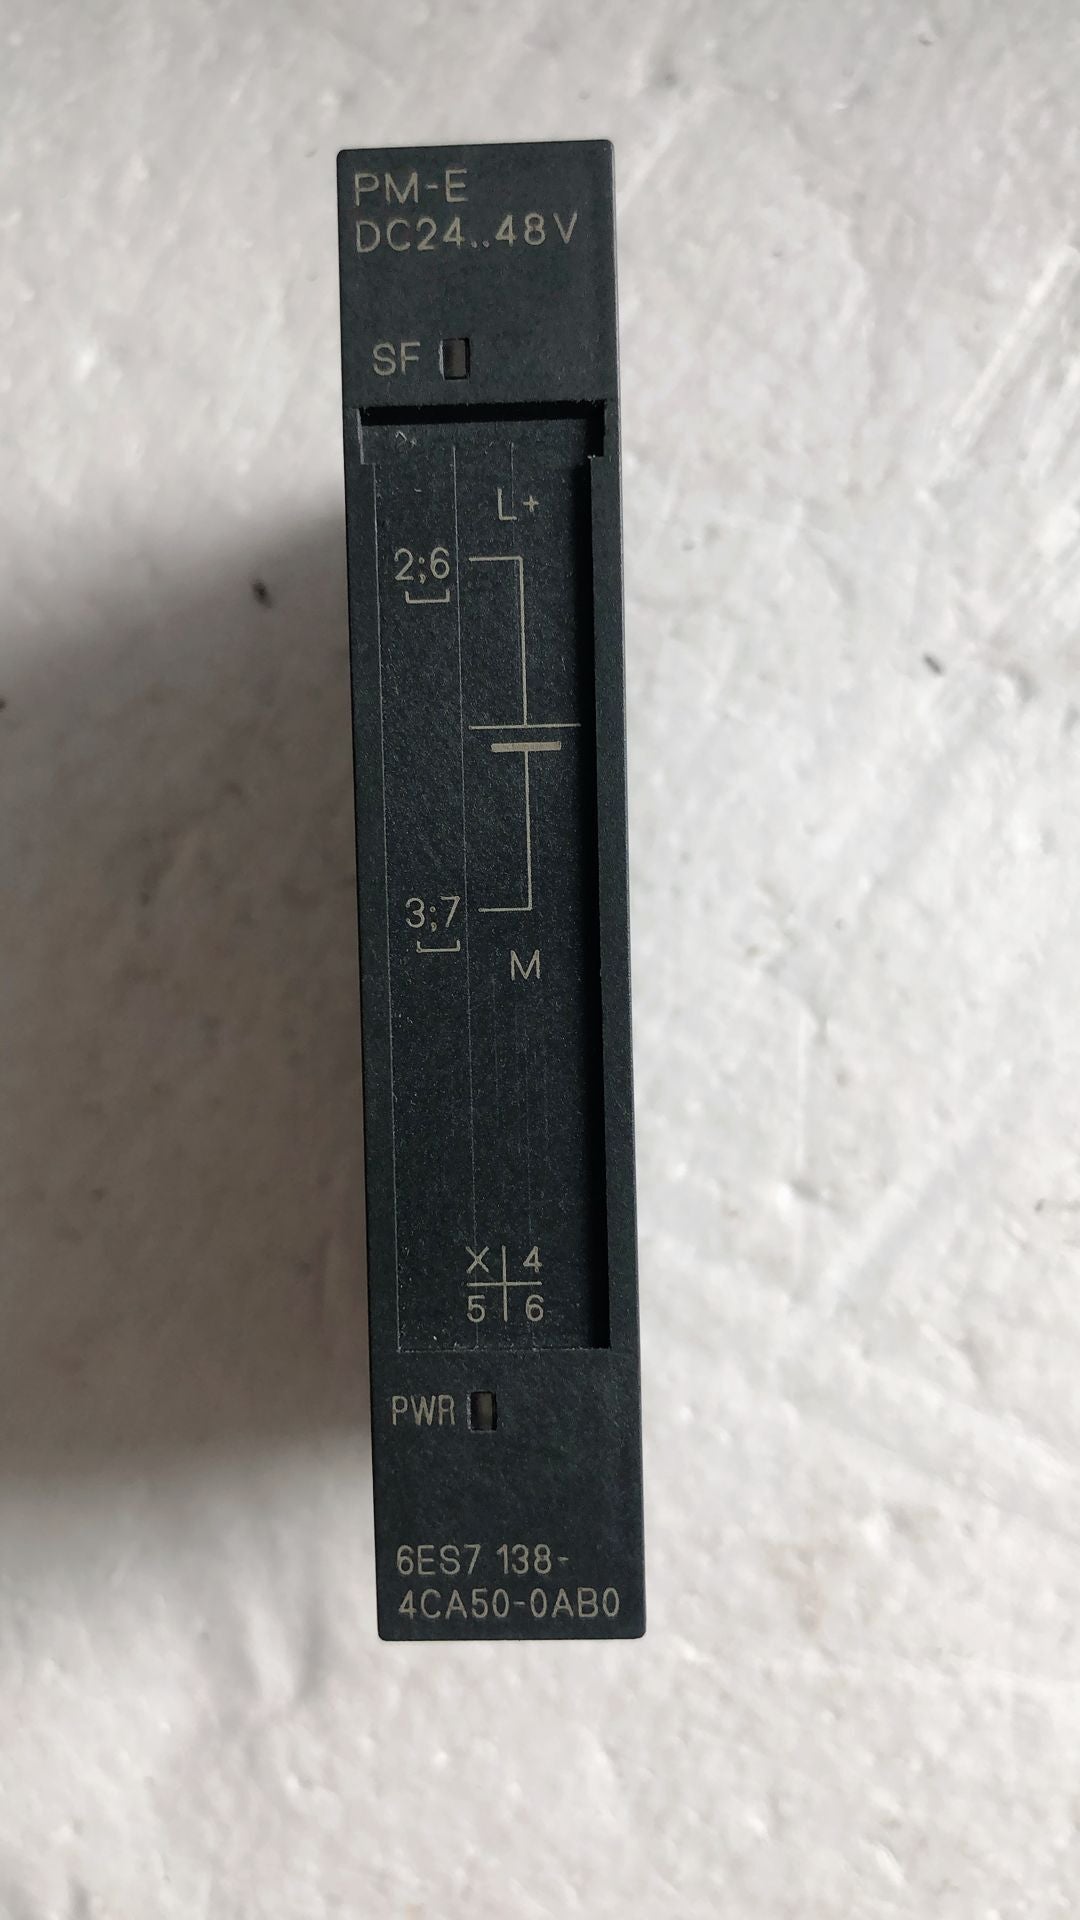 PM-E
DC24..48V
SF
L+
2;6
3;7
M
X 4
5 6
PWR
6ES7 138-
4CA50-0AB0